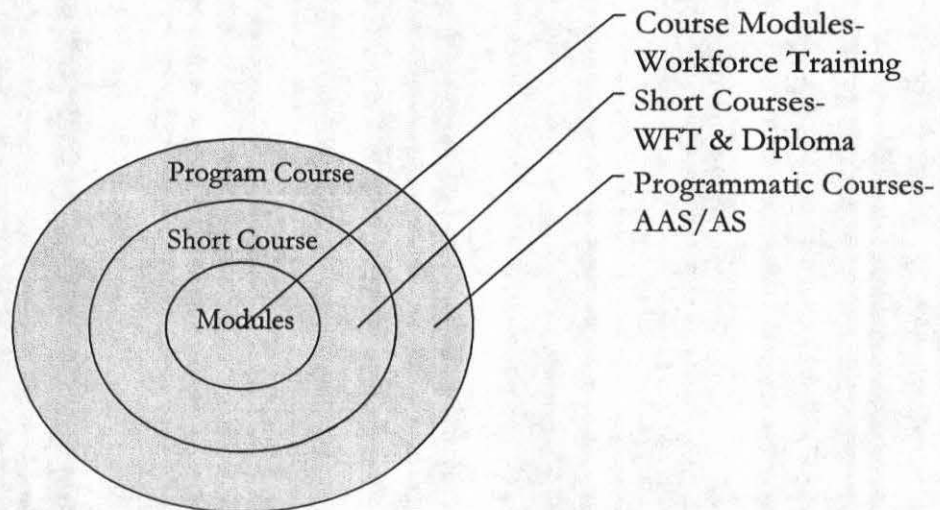 Course Modules-
Workforce Training
Short Courses-
WFT & Diploma
Programmatic Courses-
AAS/AS
Program Course
Short Course
Modules